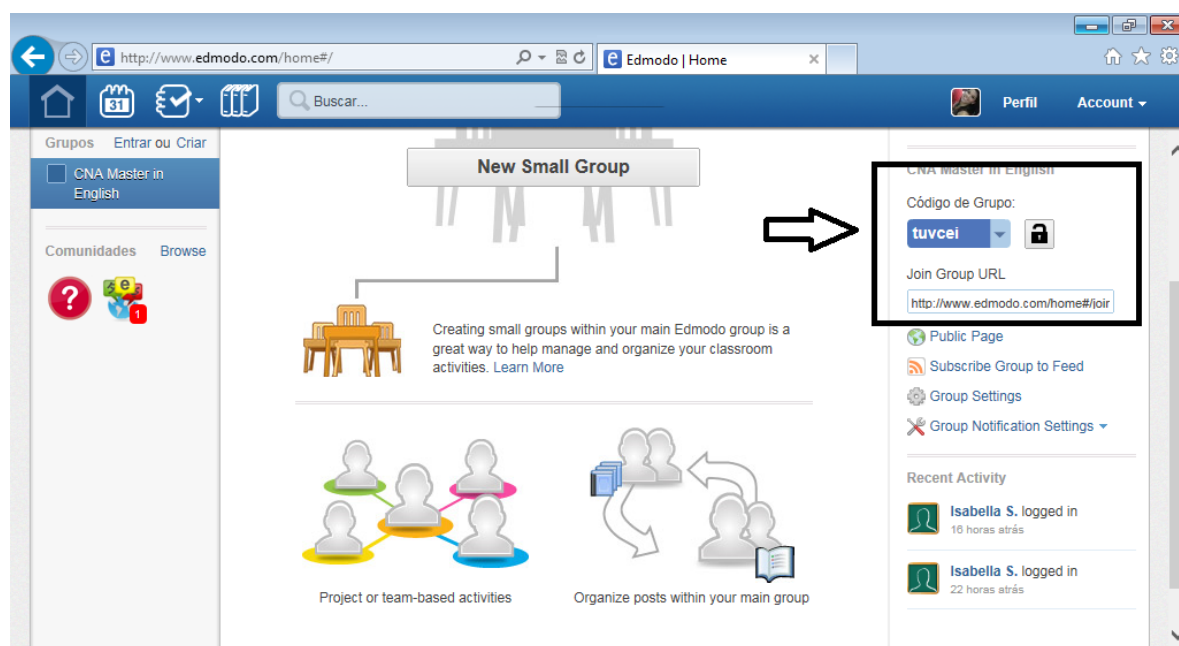 http://www.edmodo.com/home#/
Edmodo | Home
31
Buscar...
Perfil
Account
Grupos Entrar ou Criar
CNA Master in
English
Comunidades Browse
?
e
1
New Small Group
Creating small groups within your main Edmodo group is a
great way to help manage and organize your classroom
activities. Learn More
Project or team-based activities
Organize posts within your main group
CNA Master in English
Código de Grupo:
tuvcei
Join Group URL
http://www.edmodo.com/home#/joir
Public Page
Subscribe Group to Feed
Group Settings
Group Notification Settings
Recent Activity
Isabella S. logged in
16 horas atrás
Isabella S. logged in
22 horas atrás